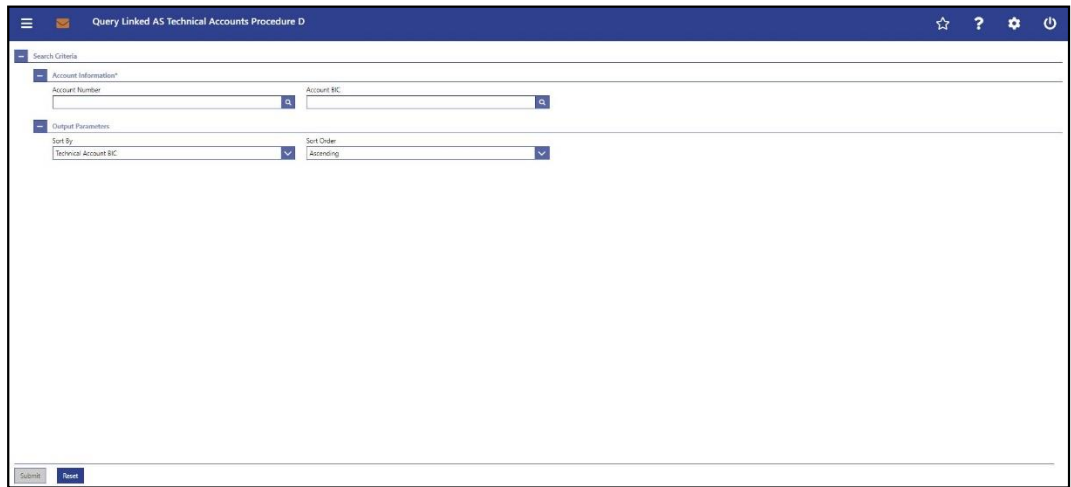 Query Linked AS Technical Accounts Procedure D
Search Criteria
Account Information*
Account Number Account BIC
Output Parameters
Sort By Sort Order
Technical Account BIC Ascending
Submit Reset